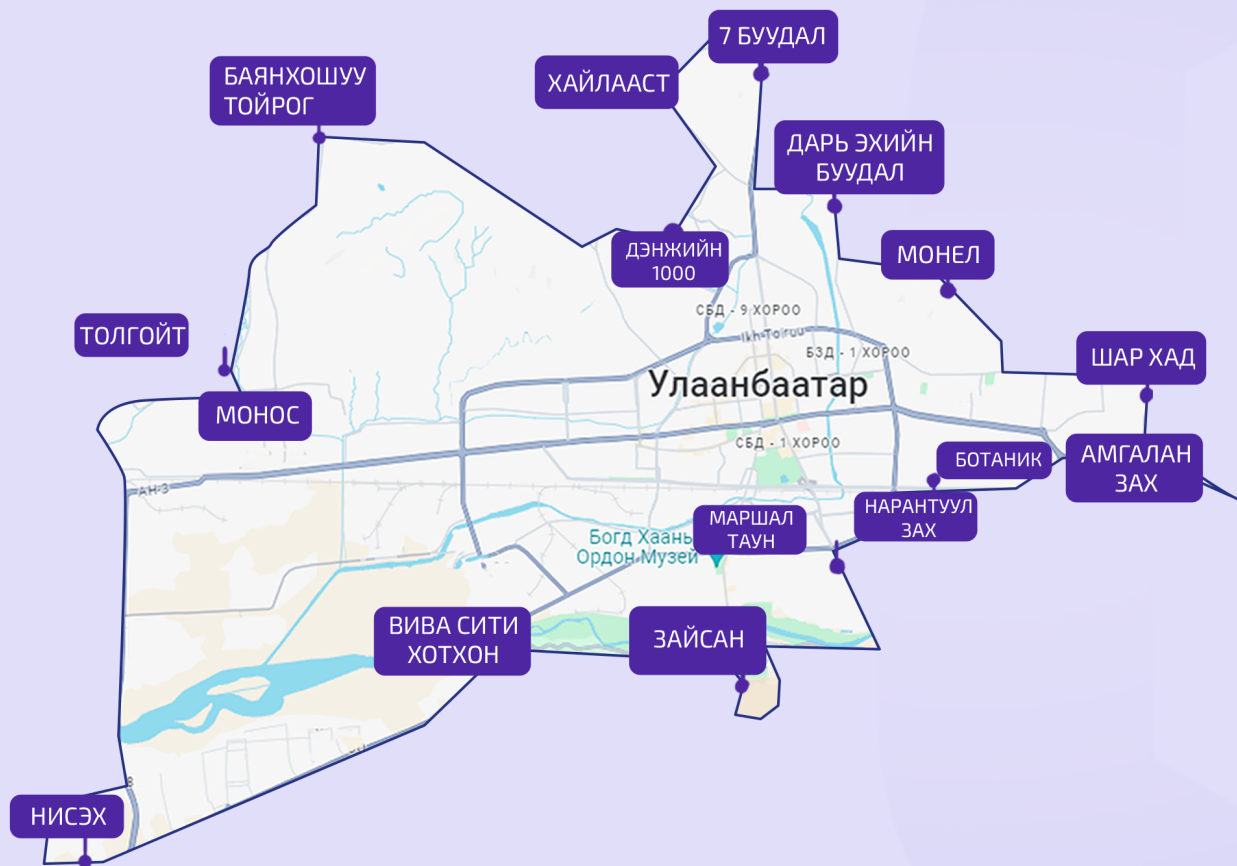 7 БУУДАЛ
БАЯНХОШУУ
ТОЙРОГ
ХАЙЛААСТ
ДАРЬ ЭХИЙН
БУУДАЛ
ДЭНЖИЙН
1000
МОНЕЛ
СБД - 9 ХОРОО
Ikh Toiruu
ТОЛГОЙТ
БЗД - 1 ХОРОО
ШАР ХАД
Улаанбаатар
МОНОС
СБД - 1 ХОРОО
БОТАНИК
АМГАЛАН
ЗАХ
АН-3
НАРАНТУУЛ
ЗАХ
МАРШАЛ
ТАУН
Богд Хааны
Ордон Музей
ВИВА СИТИ
ХОТХОН
ЗАЙСАН
8
НИСЭХ